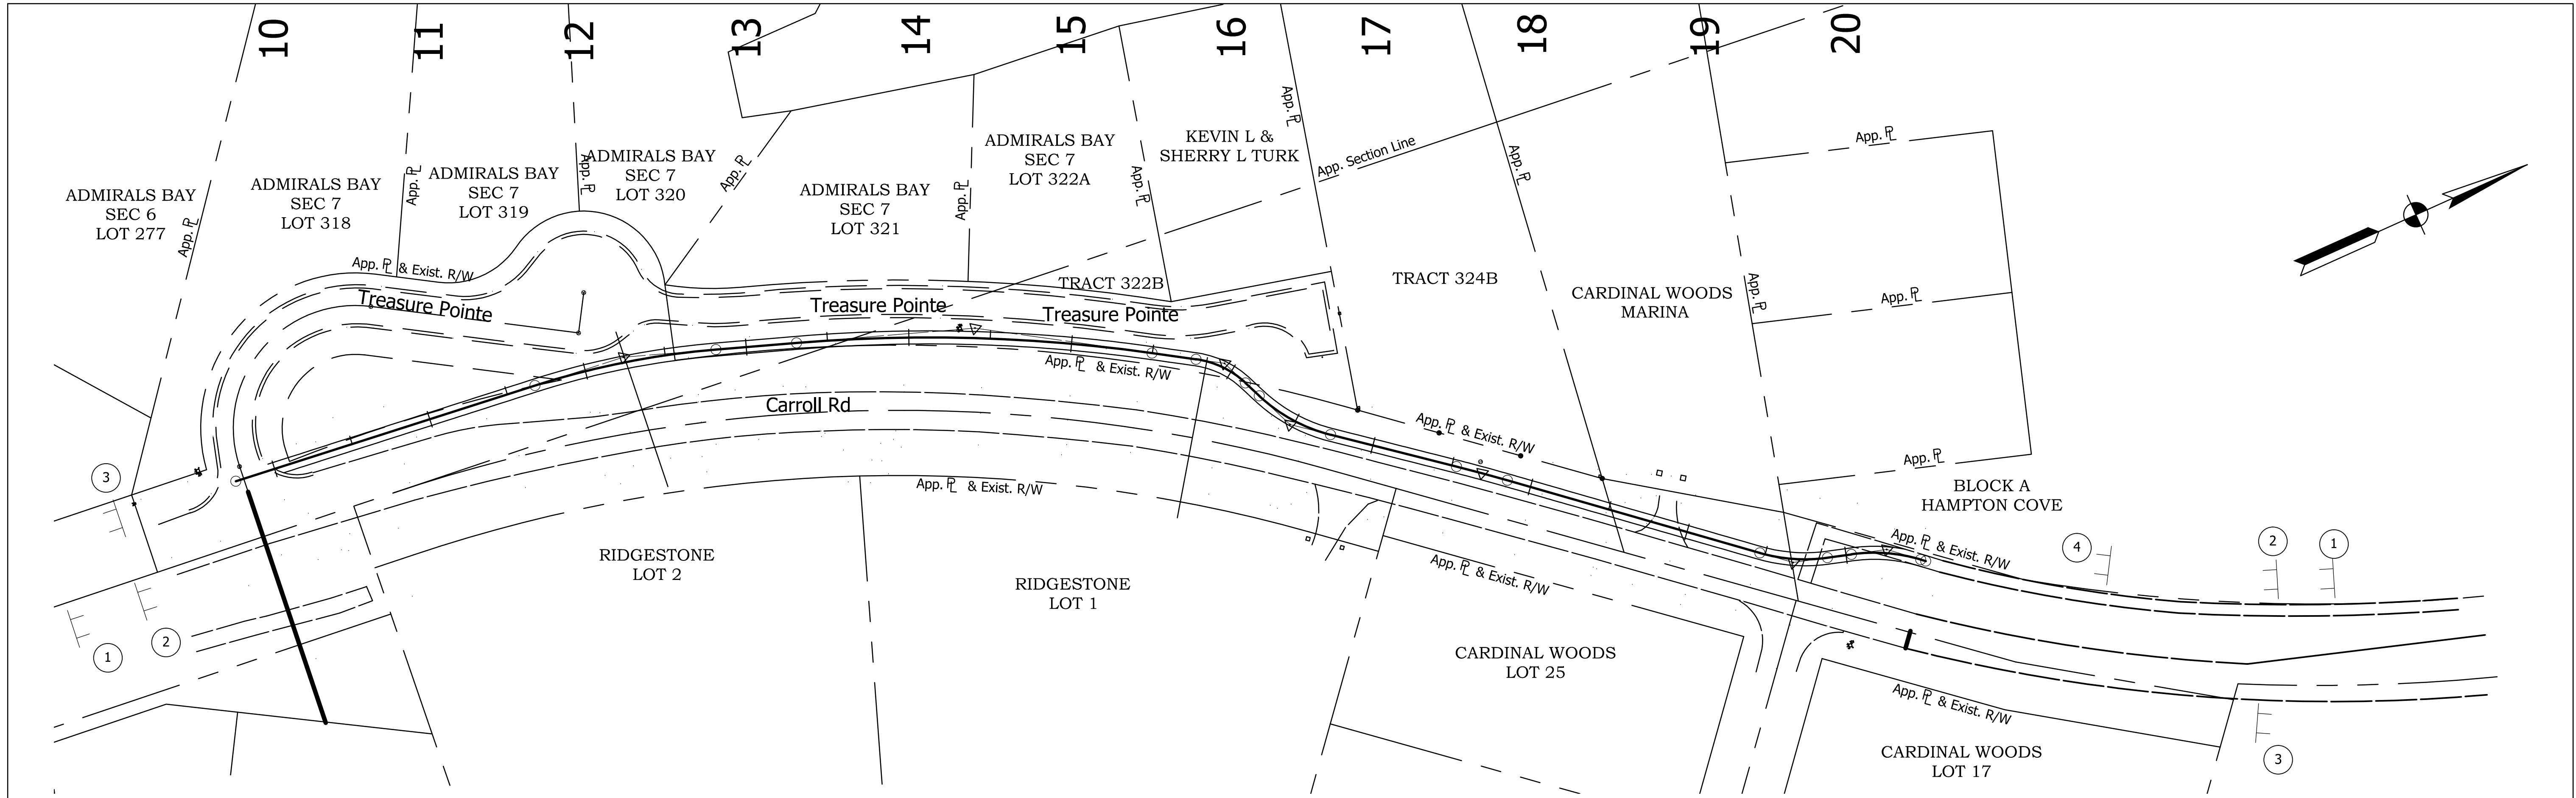 10
11
12
13
14
15
16
17
18
19
20
ADMIRALS BAY
SEC 6
LOT 277
App. PL
ADMIRALS BAY
SEC 7
LOT 318
App. PL
ADMIRALS BAY
SEC 7
LOT 319
App. PL
ADMIRALS BAY
SEC 7
LOT 320
App. PL
ADMIRALS BAY
SEC 7
LOT 321
App. PL
ADMIRALS BAY
SEC 7
LOT 322A
App. PL
KEVIN L &
SHERRY L TURK
App. PL
App. Section Line
App. PL
App. PL
App. PL
App. PL
App. PL
App. PL & Exist. R/W
Treasure Pointe
Treasure Pointe
TRACT 322B
Treasure Pointe
TRACT 324B
CARDINAL WOODS
MARINA
App. PL & Exist. R/W
Carroll Rd
App. PL & Exist. R/W
App. PL & Exist. R/W
BLOCK A
HAMPTON COVE
App. PL & Exist. R/W
3
1
2
RIDGESTONE
LOT 2
RIDGESTONE
LOT 1
App. PL & Exist. R/W
4
2
1
CARDINAL WOODS
LOT 25
App. PL & Exist. R/W
CARDINAL WOODS
LOT 17
3